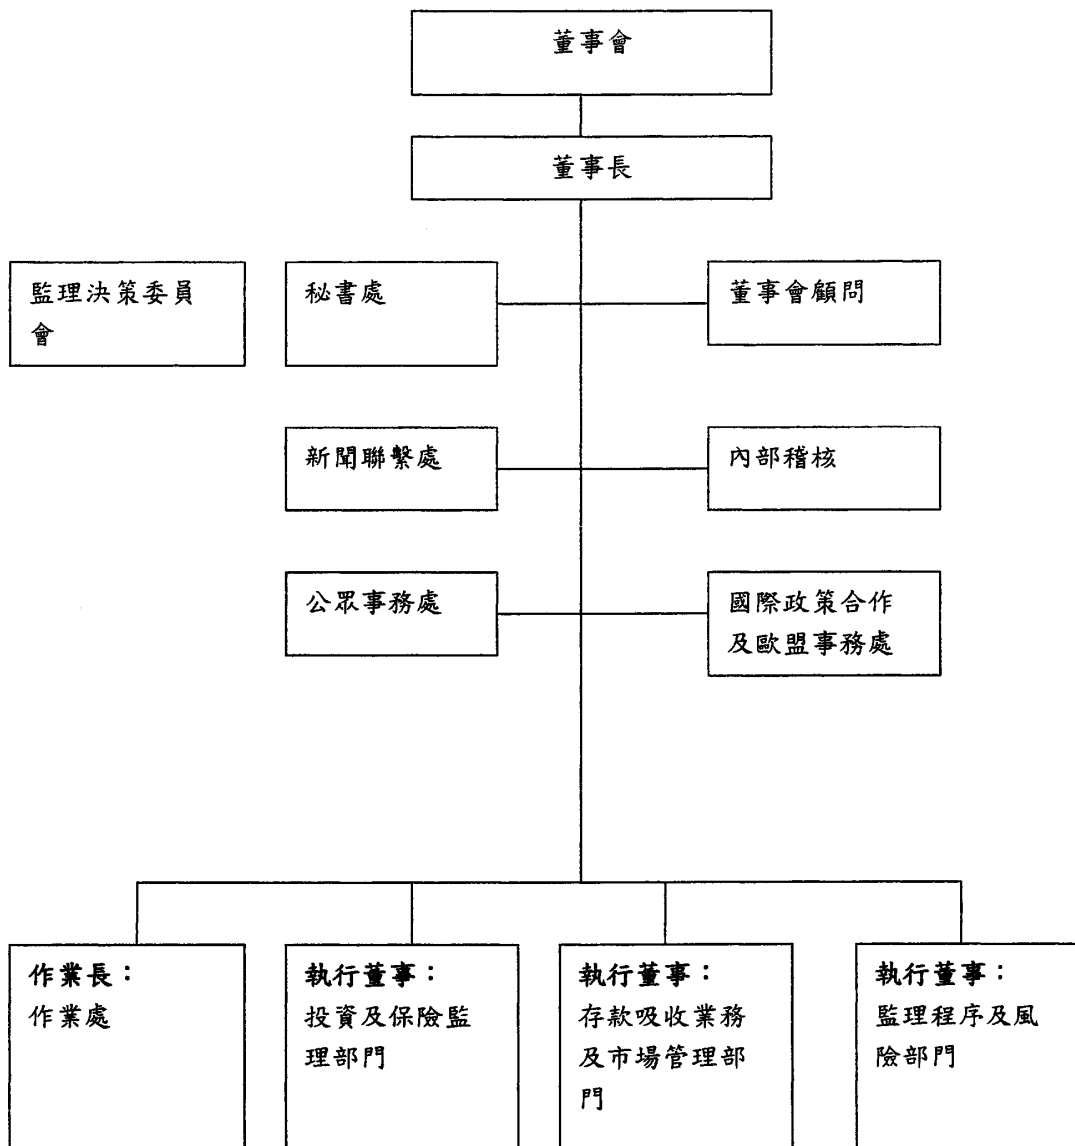 董事會
董事長
監理決策委員
會
秘書處
董事會顧問
新聞聯繫處
內部稽核
公眾事務處
國際政策合作
及歐盟事務處
作業長：
作業處
執行董事：
投資及保險監
理部門
執行董事：
存款吸收業務
及市場管理部
門
執行董事：
監理程序及風
險部門